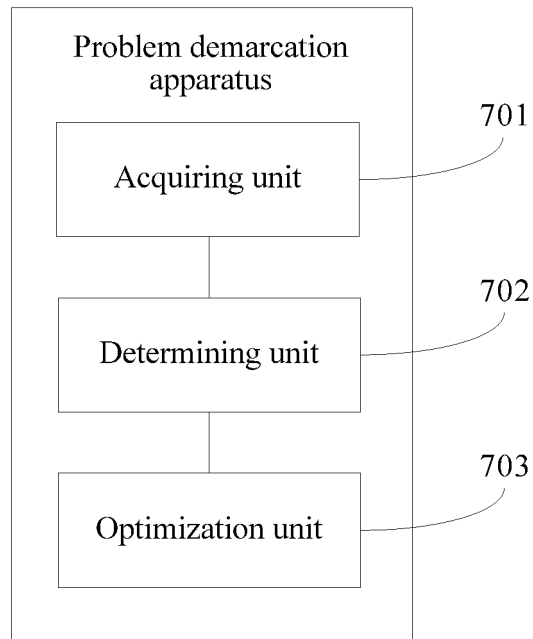 Problem demarcation
apparatus
701
Acquiring unit
702
Determining unit
703
Optimization unit